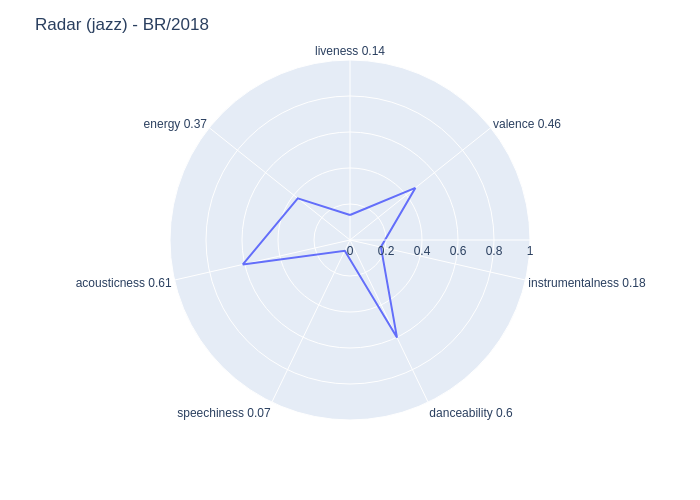 Radar (jazz) - BR/2018
liveness 0.14
energy 0.37
valence 0.46
0 0.2 0.4 0.6 0.8 1
acousticness 0.61
instrumentalness 0.18
speechiness 0.07
danceability 0.6